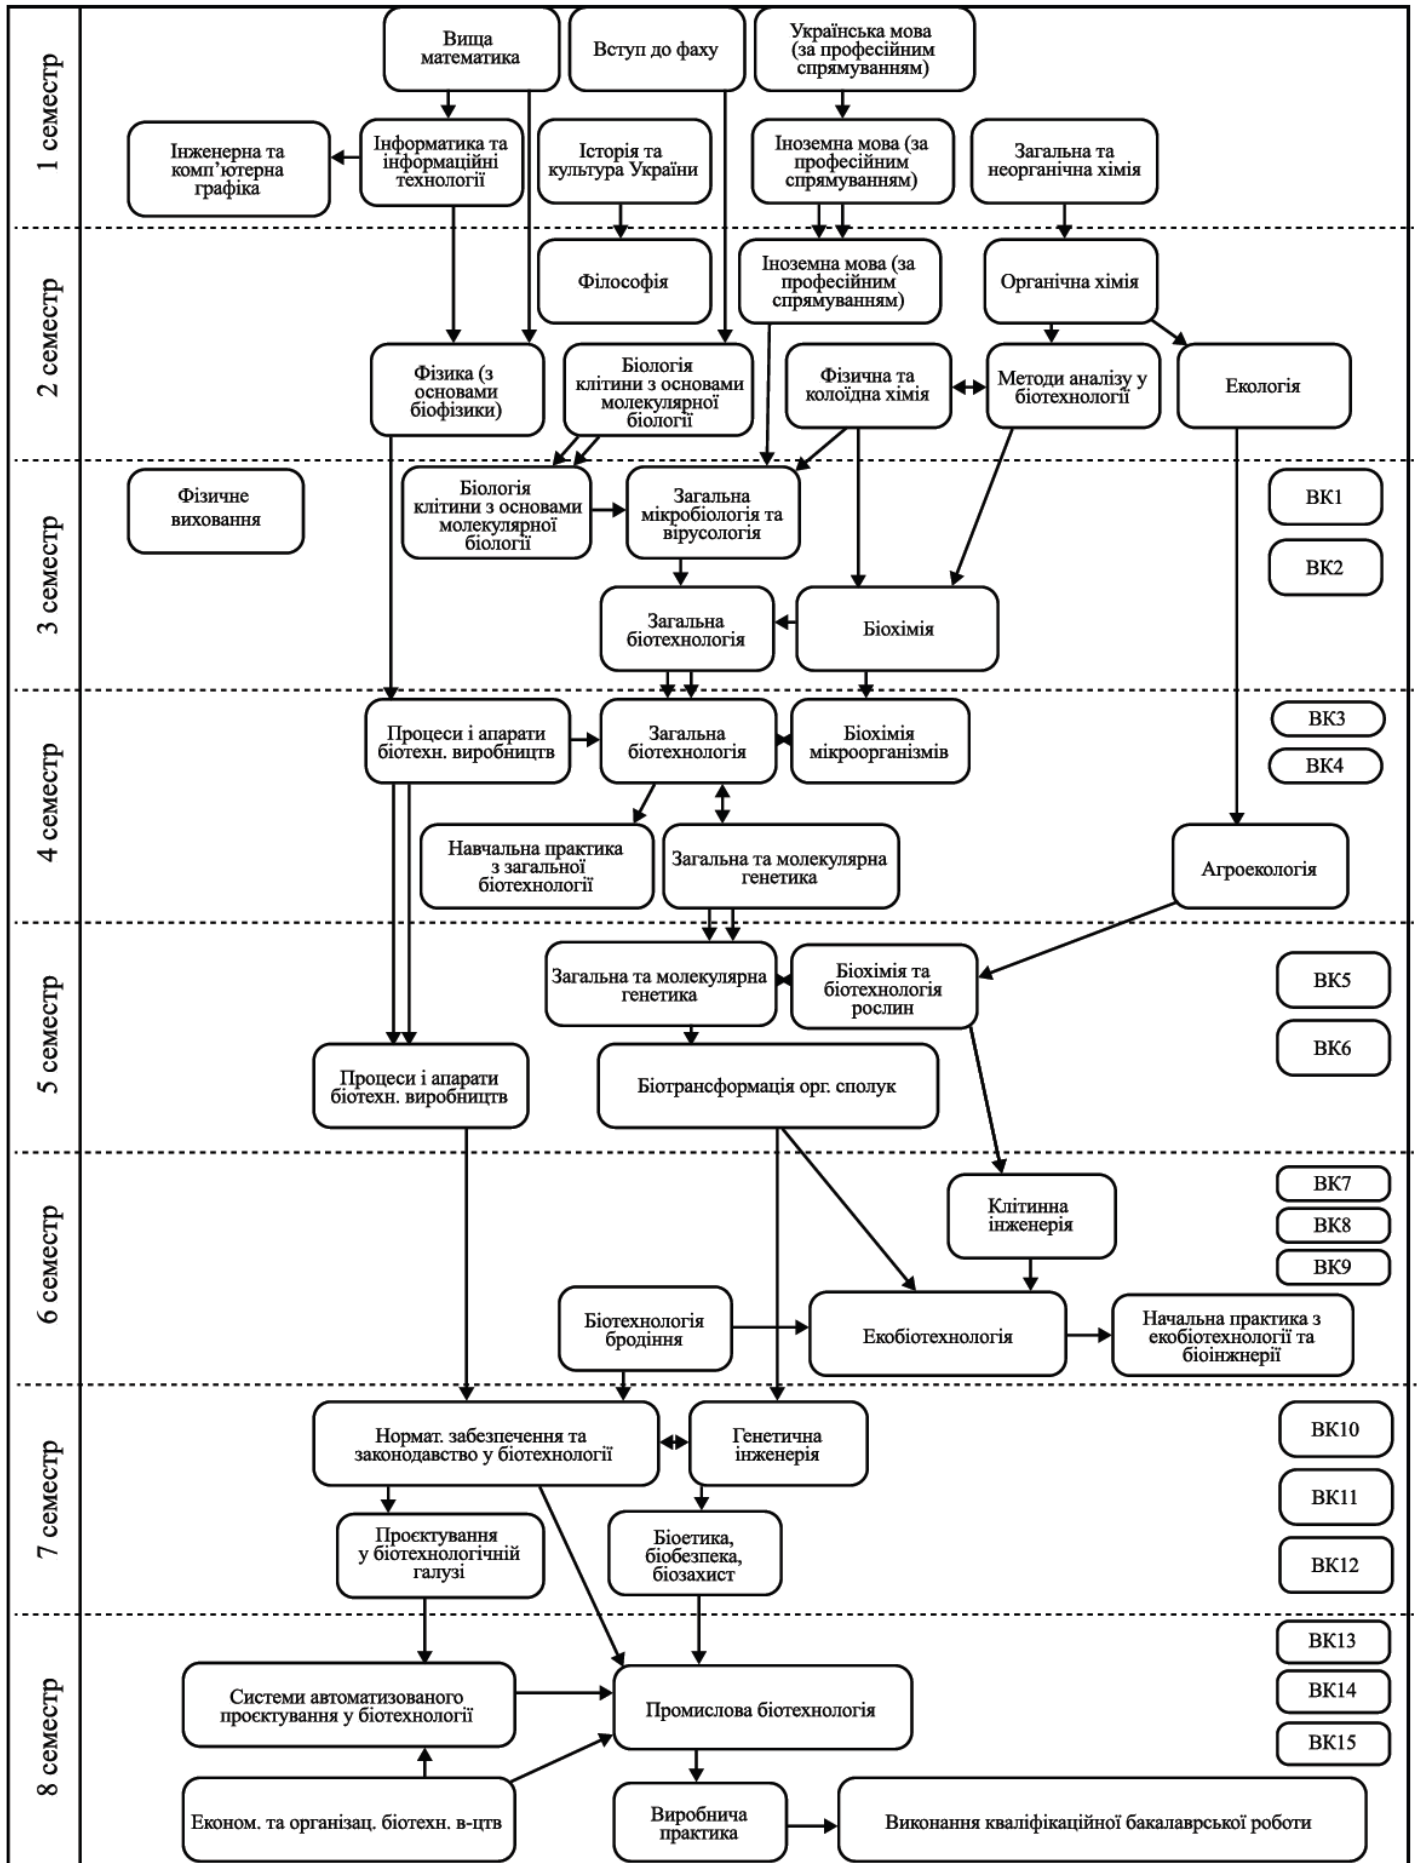 1 семестр
Вища
математика
Вступ до фаху
Українська мова
(за професійним
спрямуванням)
Інженерна та
комп’ютерна
графіка
Інформатика та
інформаційні
технології
Історія та
культура України
Іноземна мова (за
професійним
спрямуванням)
Загальна та
неорганічна хімія
2 семестр
Філософія
Іноземна мова (за
професійним
спрямуванням)
Органічна хімія
Фізика (з
основами
біофізики)
Біологія
клітини з основами
молекулярної
біології
Фізична та
колоїдна хімія
Методи аналізу у
біотехнології
Екологія
3 семестр
Фізичне
виховання
Біологія
клітини з основами
молекулярної
біології
Загальна
мікробіологія та
вірусологія
ВК1
ВК2
Загальна
біотехнологія
Біохімія
4 семестр
Процеси і апарати
біотехн. виробництв
Загальна
біотехнологія
Біохімія
мікроорганізмів
ВК3
ВК4
Навчальна практика
з загальної
біотехнології
Загальна та молекулярна
генетика
Агроекологія
5 семестр
Загальна та молекулярна
генетика
Біохімія та
біотехнологія
рослин
ВК5
ВК6
Процеси і апарати
біотехн. виробництв
Біотрансформація орг. сполук
6 семестр
Клітинна
інженерія
ВК7
ВК8
ВК9
Біотехнологія
бродіння
Екобіотехнологія
Начальна практика з
екобіотехнології та
біоінжнерії
7 семестр
Нормат. забезпечення та
законодавство у біотехнології
Генетична
інженерія
ВК10
ВК11
ВК12
Проєктування
у біотехнологічній
галузі
Біоетика,
біобезпека,
біозахист
8 семестр
ВК13
ВК14
ВК15
Системи автоматизованого
проєктування у біотехнології
Промислова біотехнологія
Економ. та організац. біотехн. в-цтв
Виробнича
практика
Виконання кваліфікаційної бакалаврської роботи